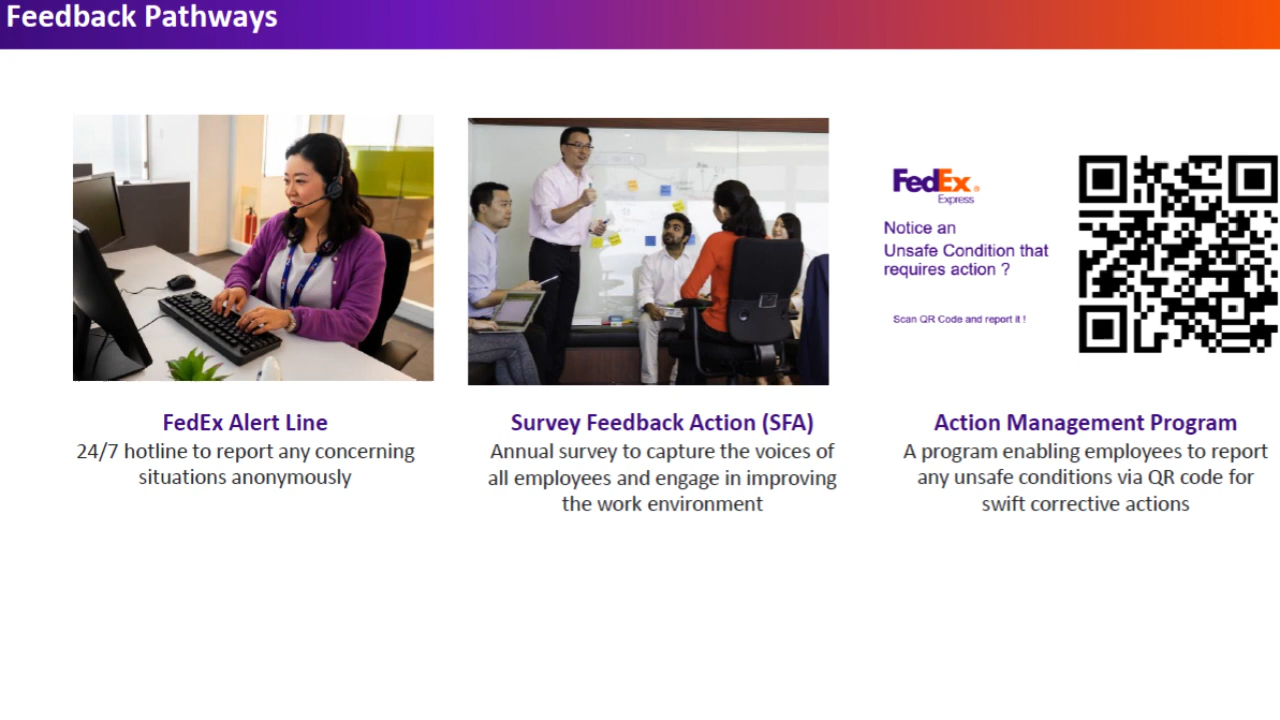 Feedback Pathways
FedEx®
Express
Notice an
Unsafe Condition that
requires action ?
Scan QR Code and report it !
FedEx Alert Line
24/7 hotline to report any concerning
situations anonymously
Survey Feedback Action (SFA)
Annual survey to capture the voices of
all employees and engage in improving
the work environment
Action Management Program
A program enabling employees to report
any unsafe conditions via QR code for
swift corrective actions